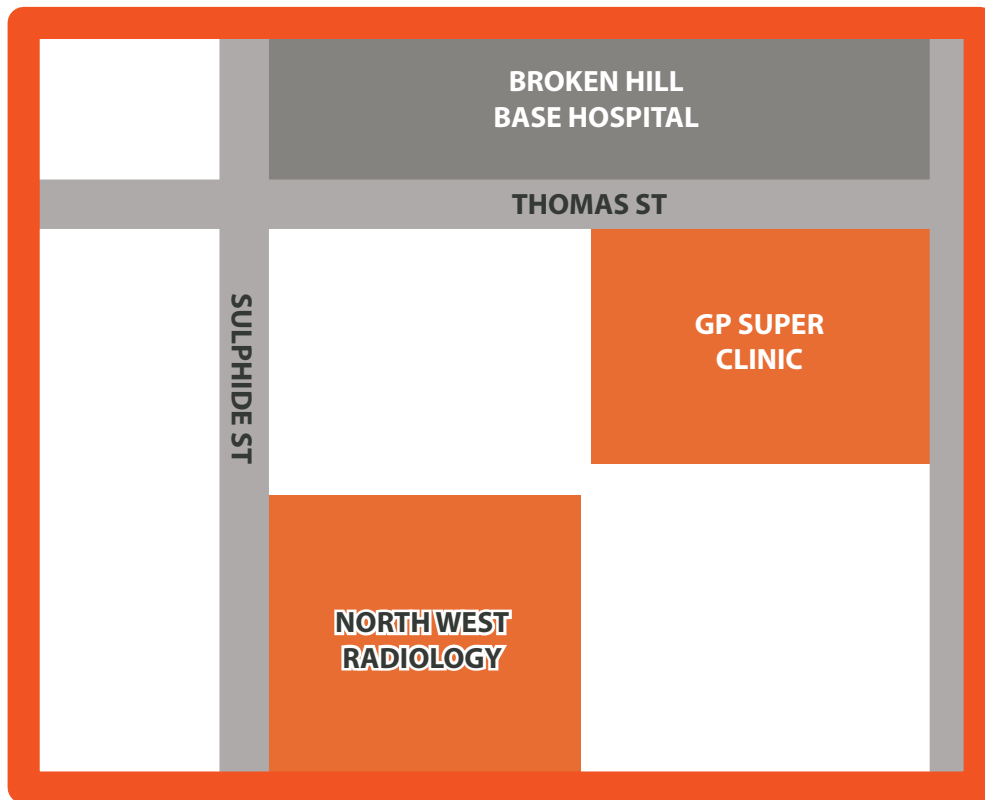 BROKEN HILL
BASE HOSPITAL
THOMAS ST
SULPHIDE ST
GP SUPER
CLINIC
NORTH WEST
RADIOLOGY